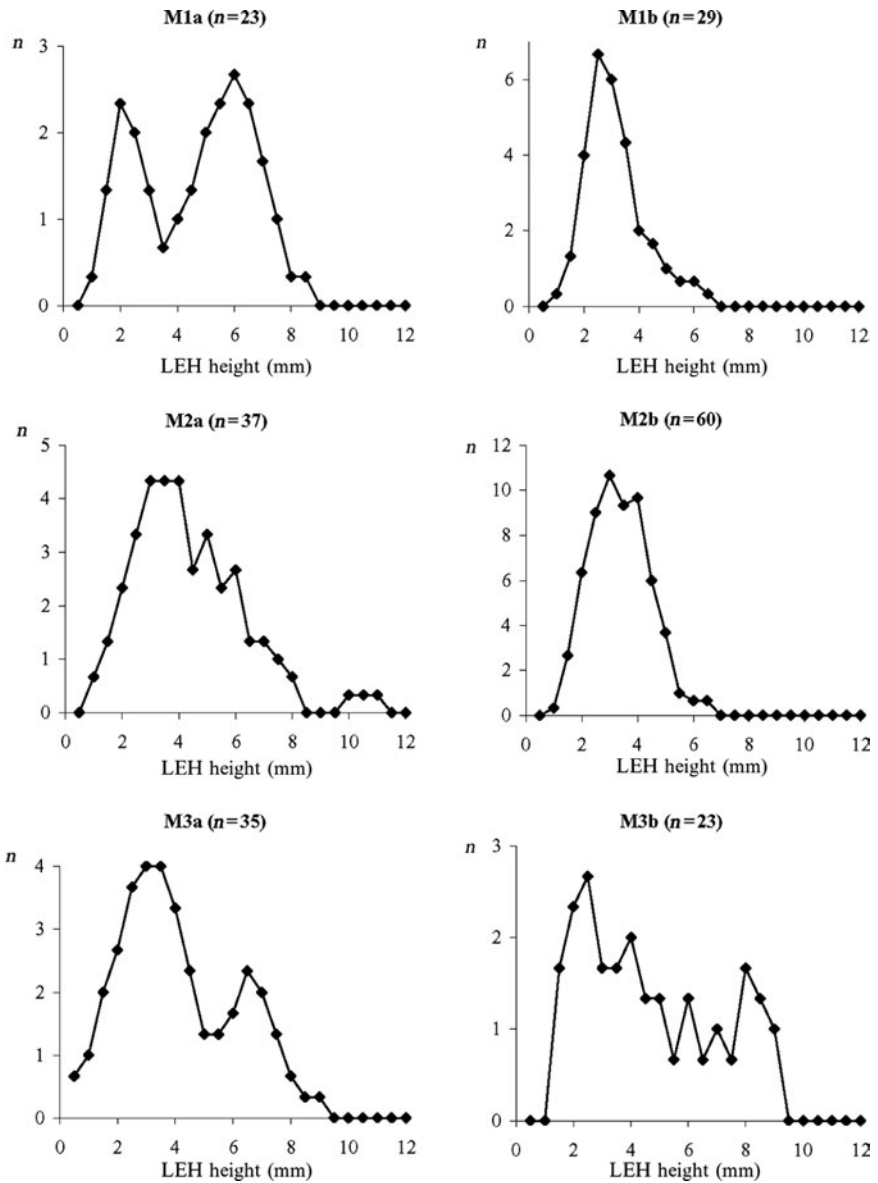 M1a (n=23)
n
3
2
1
0
0 2 4 6 8 10 12
LEH height (mm)
M1b (n=29)
n
6
4
2
0
0 2 4 6 8 10 12
LEH height (mm)
M2a (n=37)
n
5
4
3
2
1
0
0 2 4 6 8 10 12
LEH height (mm)
M2b (n=60)
n
12
10
8
6
4
2
0
0 2 4 6 8 10 12
LEH height (mm)
M3a (n=35)
n
4
3
2
1
0
0 2 4 6 8 10 12
LEH height (mm)
M3b (n=23)
n
3
2
1
0
0 2 4 6 8 10 12
LEH height (mm)